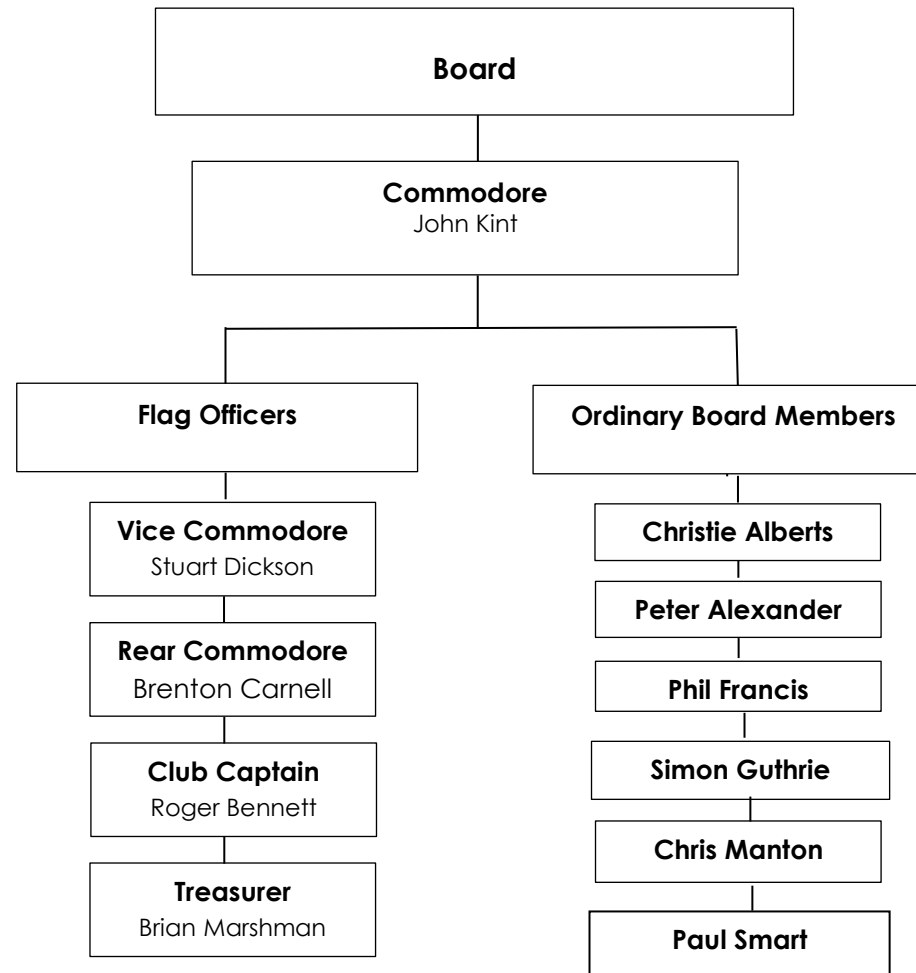 Board
Commodore
John Kint
Flag Officers
Vice Commodore
Stuart Dickson
Rear Commodore
Brenton Carnell
Club Captain
Roger Bennett
Treasurer
Brian Marshman
Ordinary Board Members
Christie Alberts
Peter Alexander
Phil Francis
Simon Guthrie
Chris Manton
Paul Smart